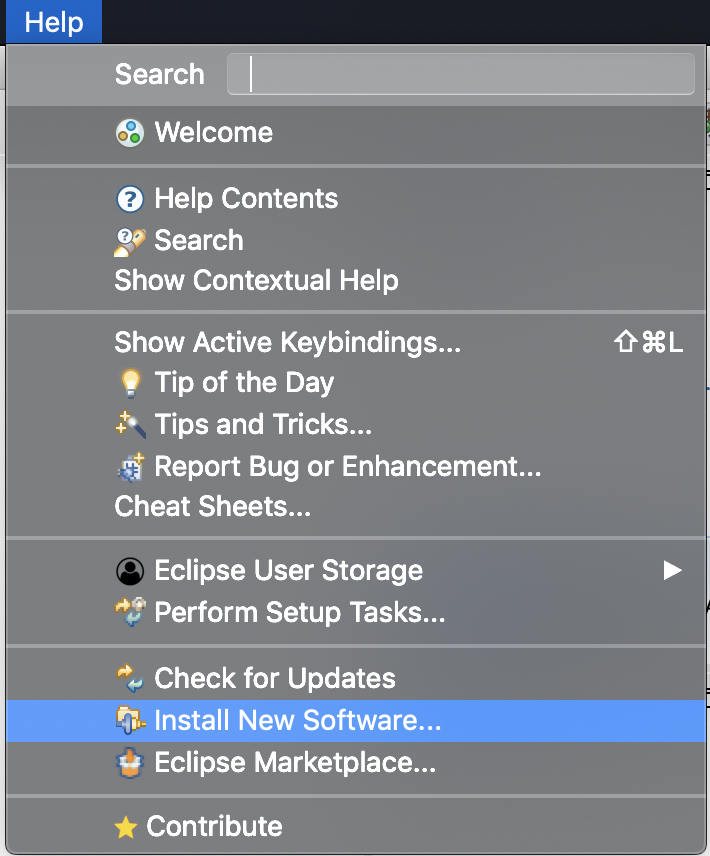 Help
Search
Welcome
Help Contents
Search
Show Contextual Help
Show Active Keybindings... ⇧⌘L
Tip of the Day
Tips and Tricks...
Report Bug or Enhancement...
Cheat Sheets...
Eclipse User Storage
Perform Setup Tasks...
Check for Updates
Install New Software...
Eclipse Marketplace...
Contribute